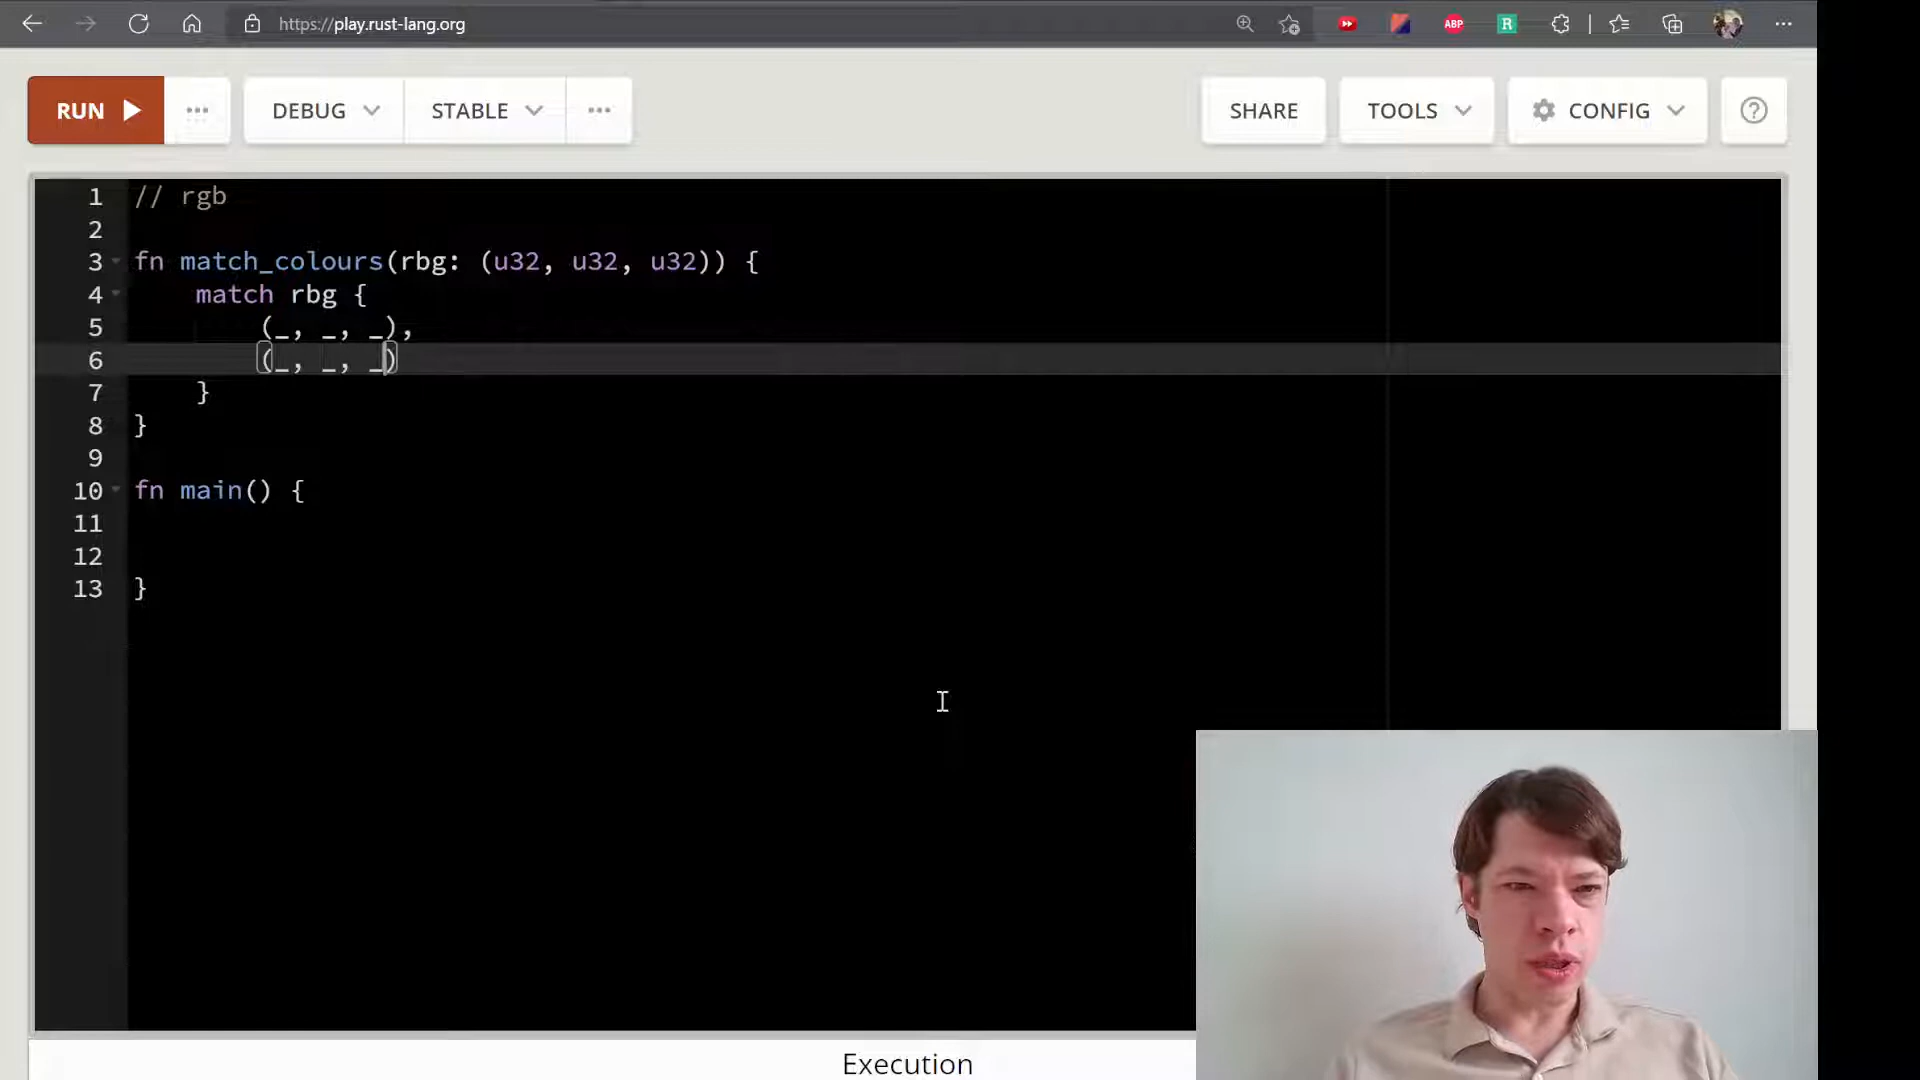 https://play.rust-lang.org
ABP
R
RUN
DEBUG
STABLE
SHARE
TOOLS
CONFIG
1 // rgb
2
3 fn match_colours(rbg: (u32, u32, u32)) {
4     match rbg {
5         (_, _, _),
6         (_, _, _)
7     }
8 }
9
10 fn main() {
11
12
13 }
Execution